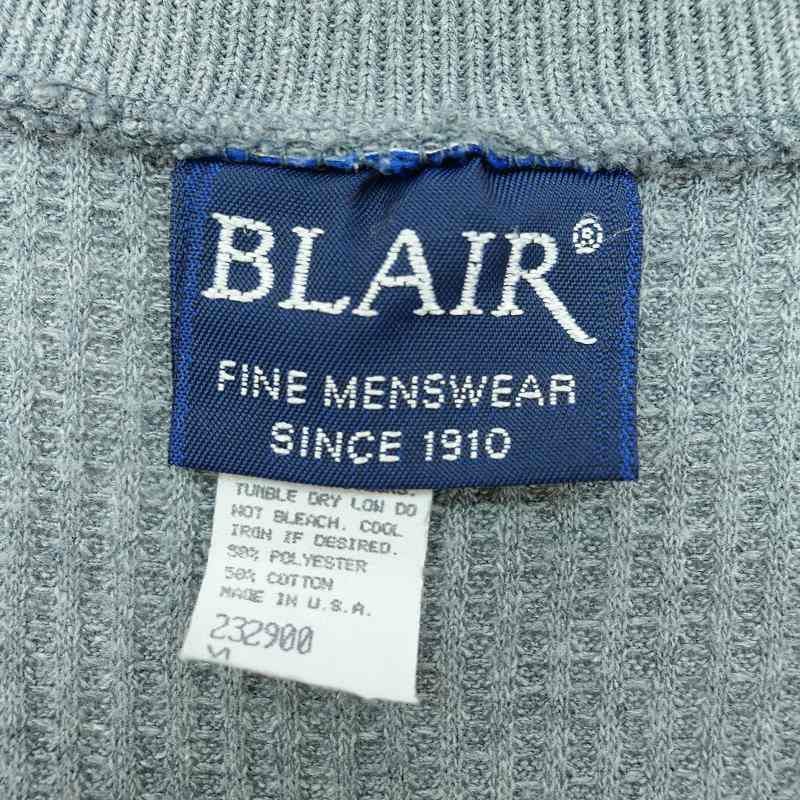 BLAIR®
FINE MENSWEAR
SINCE 1910
TUMBLE DRY LOW DO
NOT BLEACH. COOL
IRON IF DESIRED.
50% POLYESTER
50% COTTON
MADE IN U.S.A.
232900